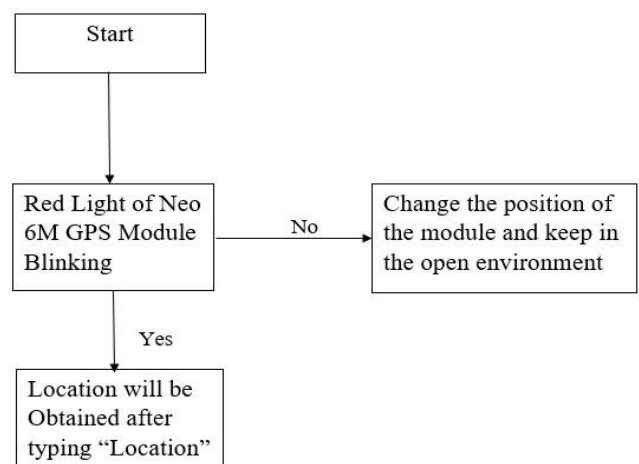 Start
Red Light of Neo
6M GPS Module
Blinking
No
Change the position of
the module and keep in
the open environment
Yes
Location will be
Obtained after
typing “Location”